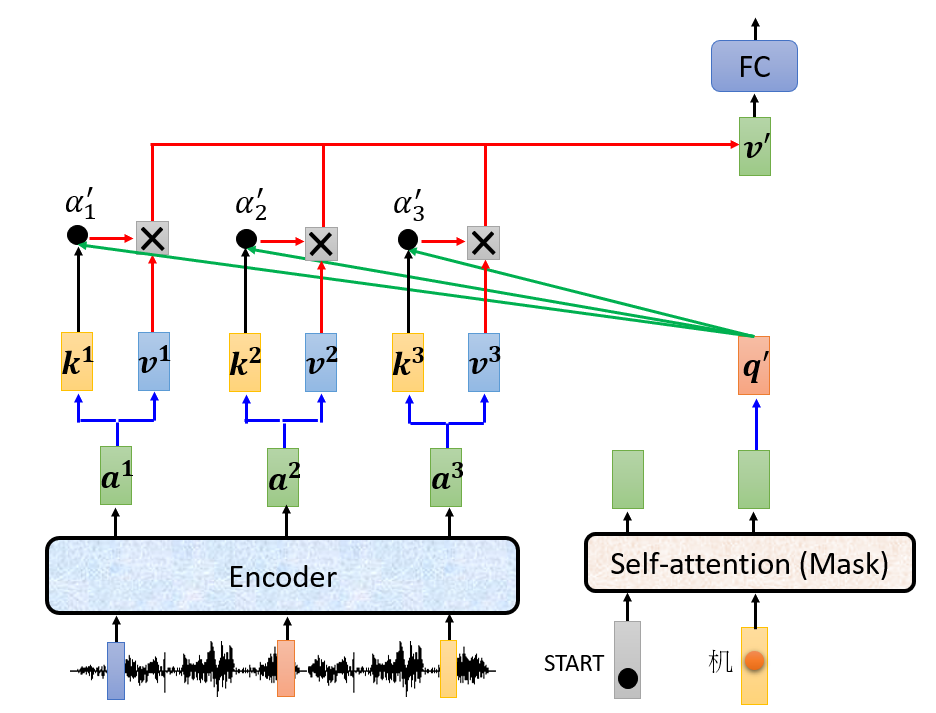 FC
v′
α′₁
α′₂
α′₃
k¹ v¹ k² v² k³ v³
q′
a¹ a² a³
Encoder
Self-attention (Mask)
START
机